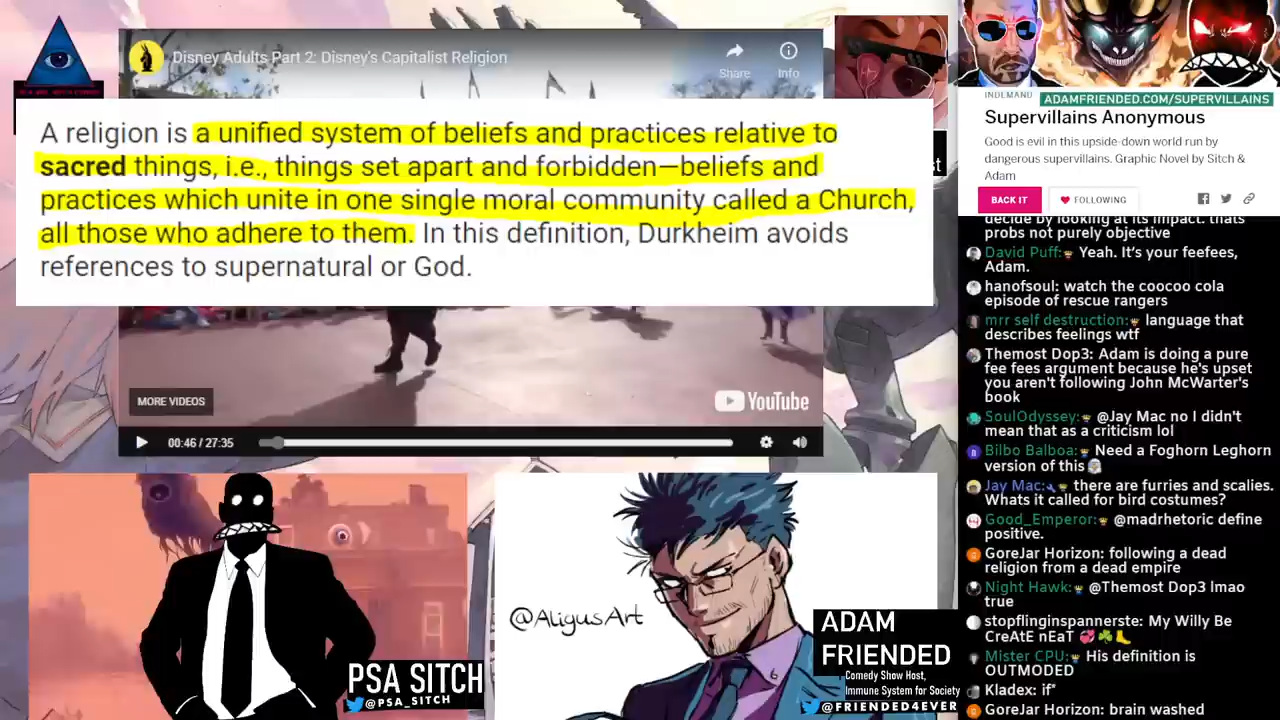 Disney Adults Part 2: Disney's Capitalist Religion
Share
Info
A religion is a unified system of beliefs and practices relative to
sacred things, i.e., things set apart and forbidden—beliefs and
practices which unite in one single moral community called a Church,
all those who adhere to them. In this definition, Durkheim avoids
references to supernatural or God.
MORE VIDEOS
YouTube
00:46 / 27:35
PSA SITCH
@PSA_SITCH
@AligusArt
ADAM
FRIENDED
Comedy Show Host,
Immune System for Society
@FRIENDED4EVER
INDEMAND
ADAMFRIENDED.COM/SUPERVILLAINS
Supervillains Anonymous
Good is evil in this upside-down world run by
dangerous supervillains. Graphic Novel by Sitch &
Adam
BACK IT
FOLLOWING
decide by looking at its impact. thats
probs not purely objective
David Puff: Yeah. It's your feefees,
Adam.
hanofsoul: watch the coocoo cola
episode of rescue rangers
mrr self destruction: language that
describes feelings wtf
Themost Dop3: Adam is doing a pure
fee fees argument because he's upset
you aren't following John McWarter's
book
SoulOdyssey: @Jay Mac no I didn't
mean that as a criticism lol
Bilbo Balboa: Need a Foghorn Leghorn
version of this
Jay Mac: there are furries and scalies.
Whats it called for bird costumes?
Good_Emperor: @madrhetoric define
positive.
GoreJar Horizon: following a dead
religion from a dead empire
Night Hawk: @Themost Dop3 lmao
true
stopflinginspannerste: My Willy Be
CreAtE nEaT
Mister CPU: His definition is
OUTMODED
Kladex: if*
GoreJar Horizon: brain washed